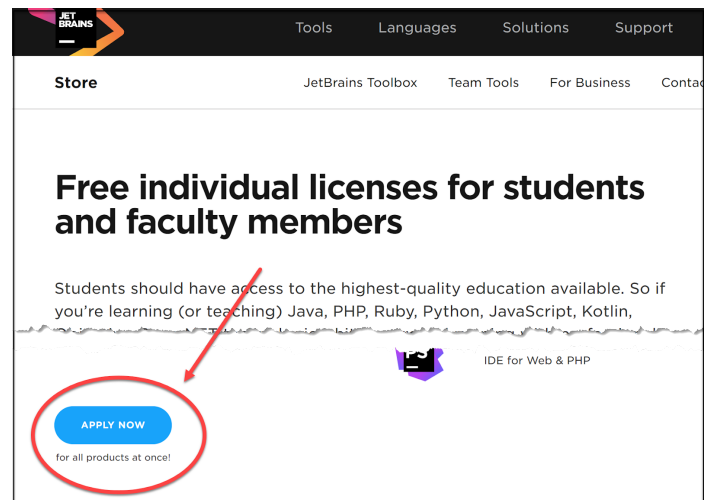 JET
BRAINS
Tools Languages Solutions Support
Store JetBrains Toolbox Team Tools For Business Contac
Free individual licenses for students
and faculty members
Students should have access to the highest-quality education available. So if
you're learning (or teaching) Java, PHP, Ruby, Python, JavaScript, Kotlin,
PS
IDE for Web & PHP
APPLY NOW
for all products at once!